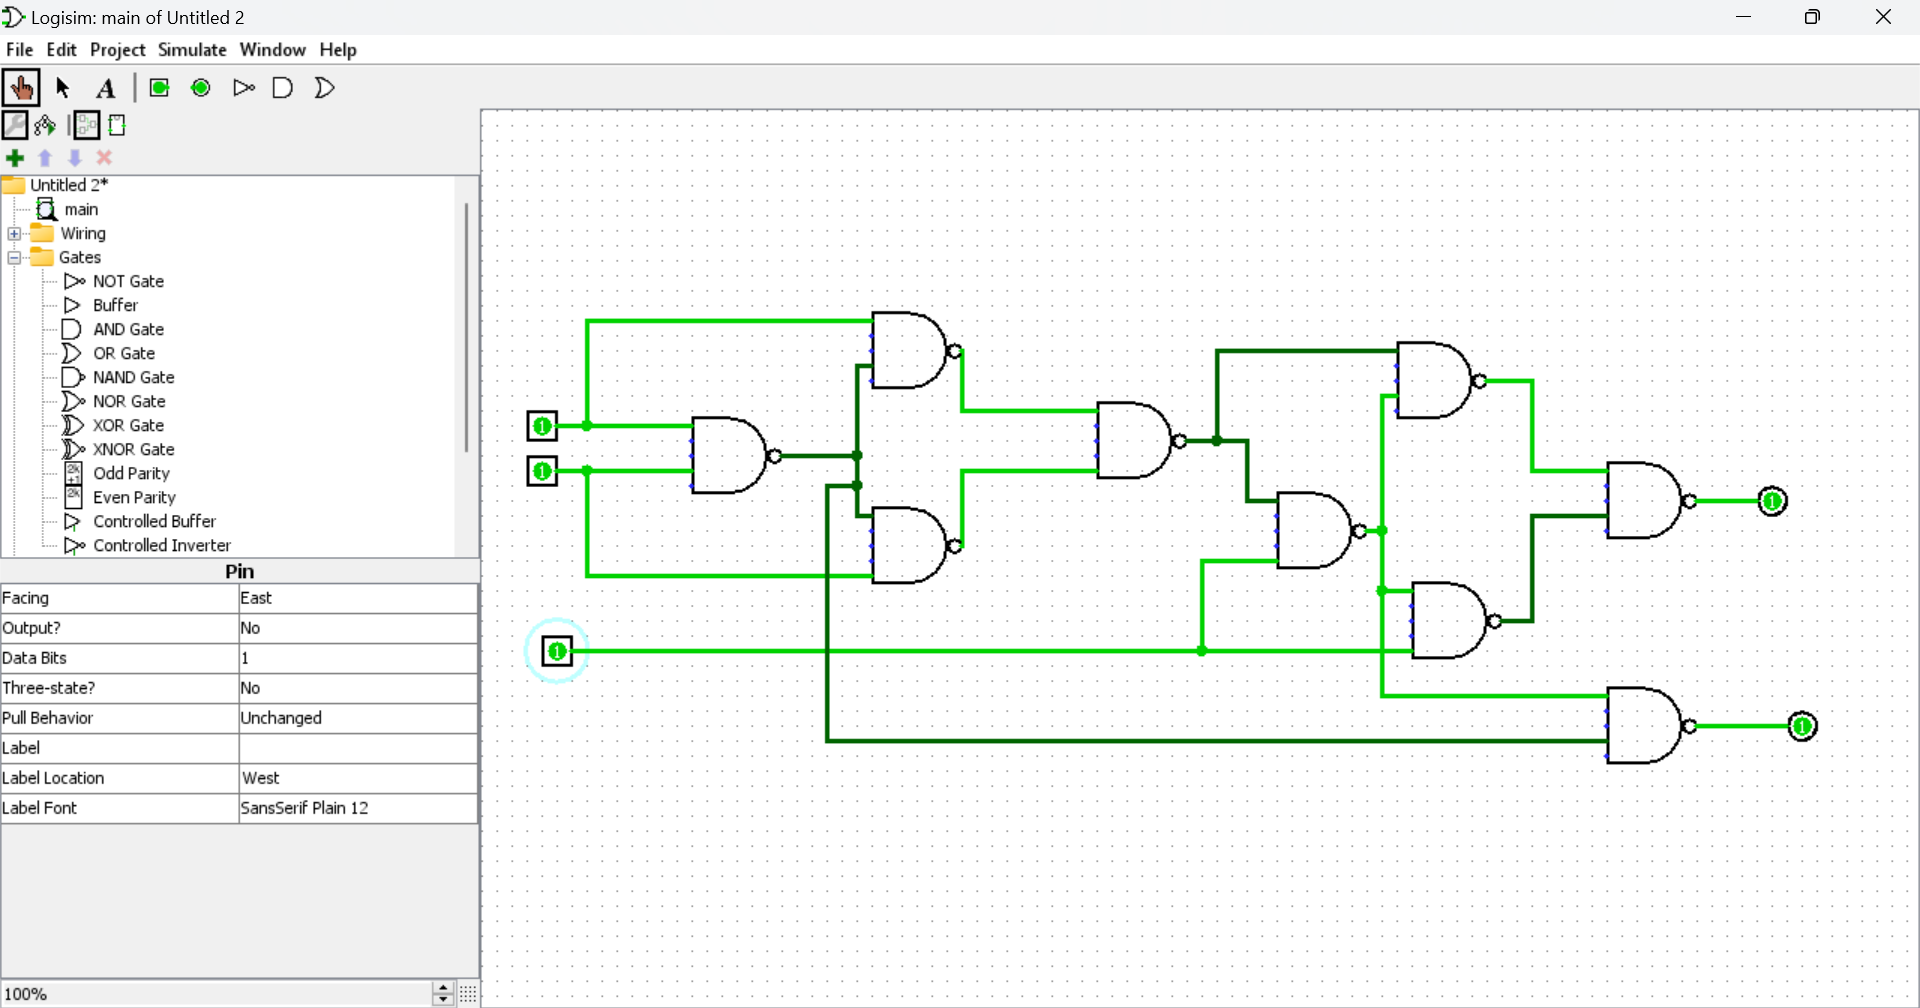 Logisim: main of Untitled 2
File Edit Project Simulate Window Help
A
Untitled 2*
main
Wiring
Gates
NOT Gate
Buffer
AND Gate
OR Gate
NAND Gate
NOR Gate
XOR Gate
XNOR Gate
2k+1 Odd Parity
2k Even Parity
Controlled Buffer
Controlled Inverter
Pin
Facing East
Output? No
Data Bits 1
Three-state? No
Pull Behavior Unchanged
Label
Label Location West
Label Font SansSerif Plain 12
100%
1
1
1
1
1